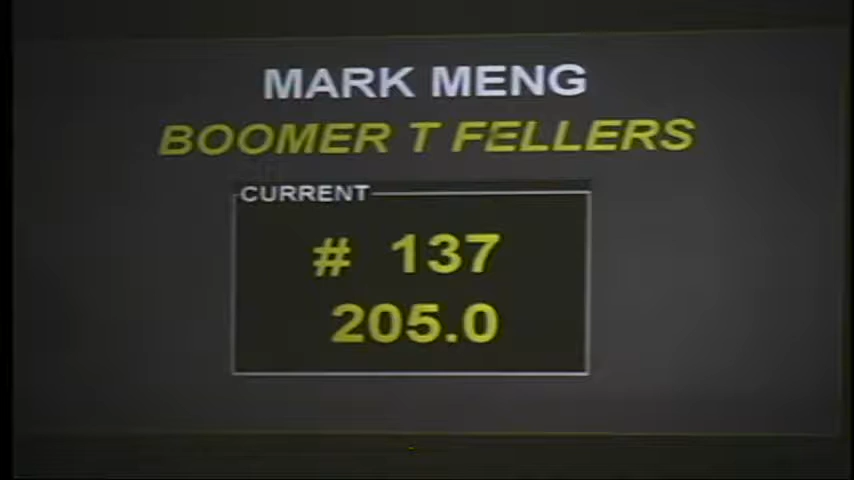 MARK MENG
BOOMER T FELLERS
CURRENT
# 137
205.0